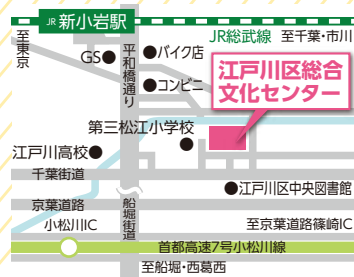 JR 新小岩駅
JR総武線 至千葉・市川
至東京
GS
平和橋通り
バイク店
コンビニ
江戸川区総合
文化センター
第三松江小学校
江戸川高校
千葉街道
江戸川区中央図書館
京葉道路
船堀街道
小松川IC
至京葉道路篠崎IC
首都高速7号小松川線
至船堀・西葛西